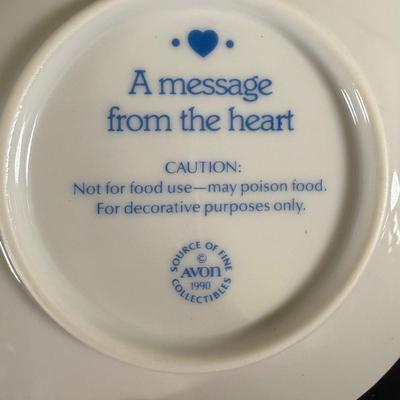 A message
from the heart
CAUTION:
Not for food use—may poison food.
For decorative purposes only.
SOURCE OF FINE
©
AVON
1990
COLLECTIBLES